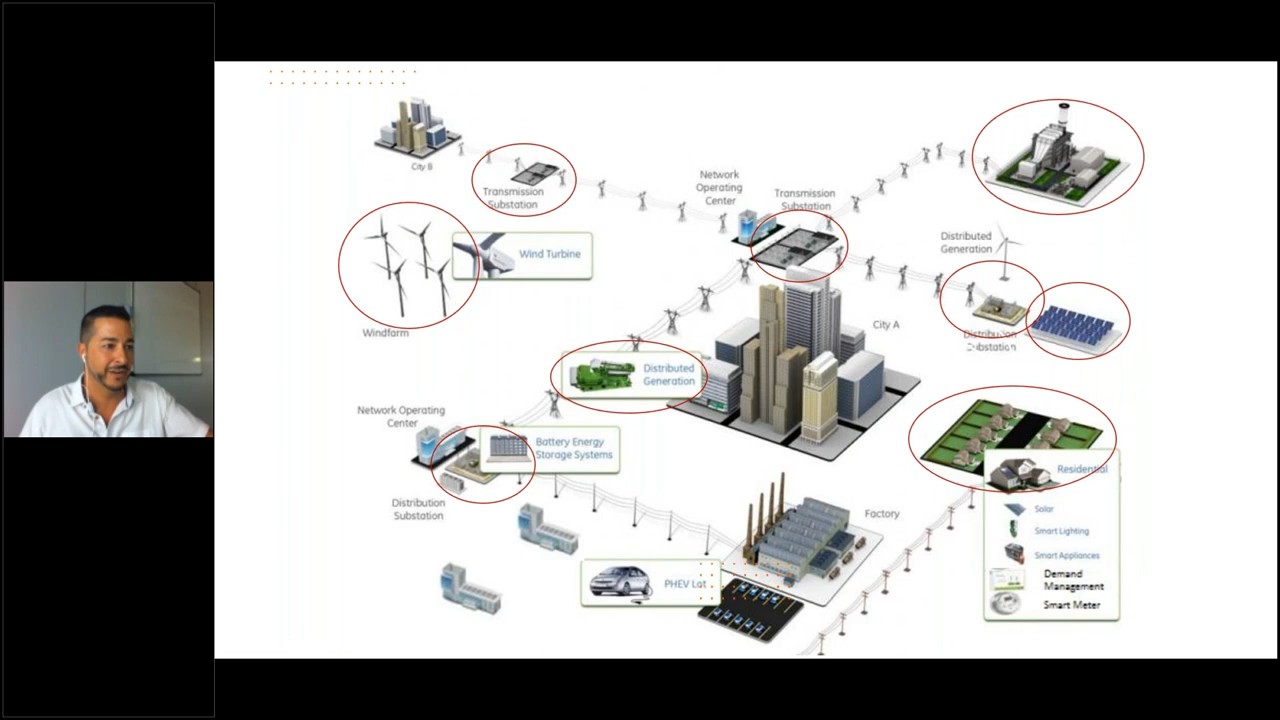 City B
Transmission
Substation
Network
Operating
Center
Transmission
Substation
Distributed
Generation
Wind Turbine
Windfarm
City A
Distribution
Substation
Distributed
Generation
Network Operating
Center
Battery Energy
Storage Systems
Distribution
Substation
Factory
Residential
Solar
Smart Lighting
Smart Appliances
Demand
Management
Smart Meter
PHEV Lot